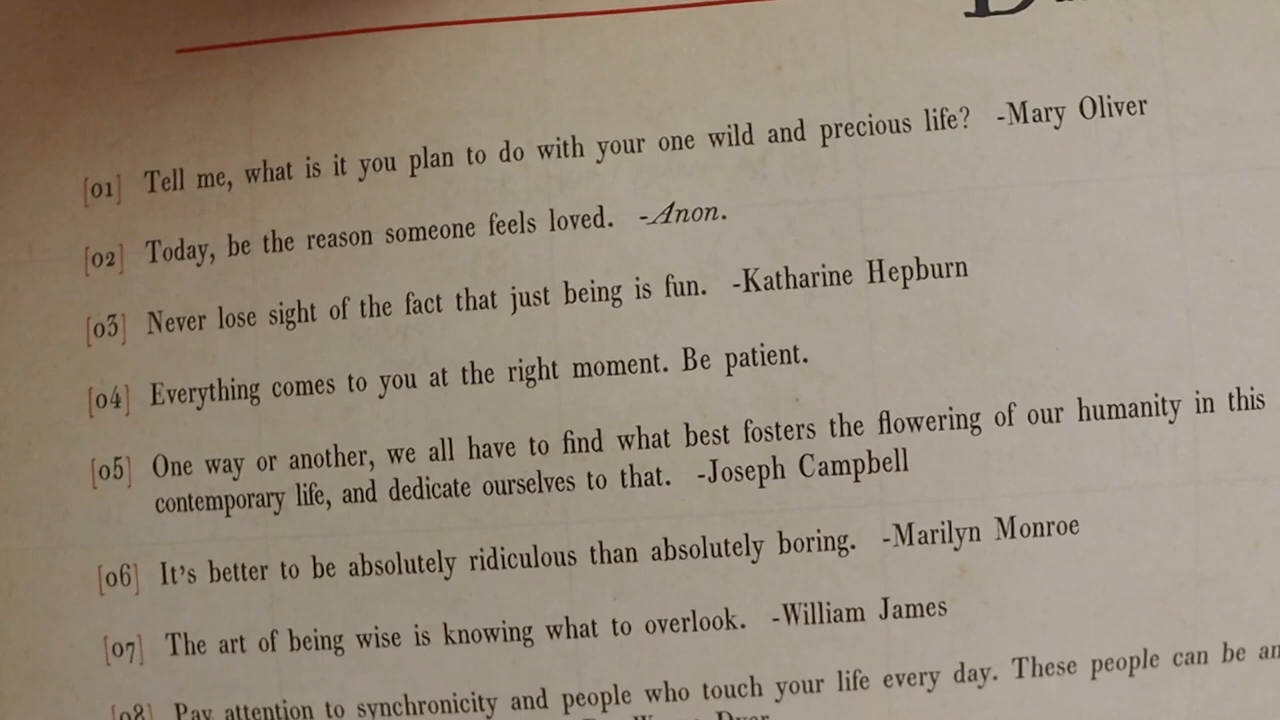 [01] Tell me, what is it you plan to do with your one wild and precious life? -Mary Oliver
[02] Today, be the reason someone feels loved. -Anon.
[03] Never lose sight of the fact that just being is fun. -Katharine Hepburn
[04] Everything comes to you at the right moment. Be patient.
[05] One way or another, we all have to find what best fosters the flowering of our humanity in this
contemporary life, and dedicate ourselves to that. -Joseph Campbell
[06] It's better to be absolutely ridiculous than absolutely boring. -Marilyn Monroe
[07] The art of being wise is knowing what to overlook. -William James
[08] Pay attention to synchronicity and people who touch your life every day. These people can be